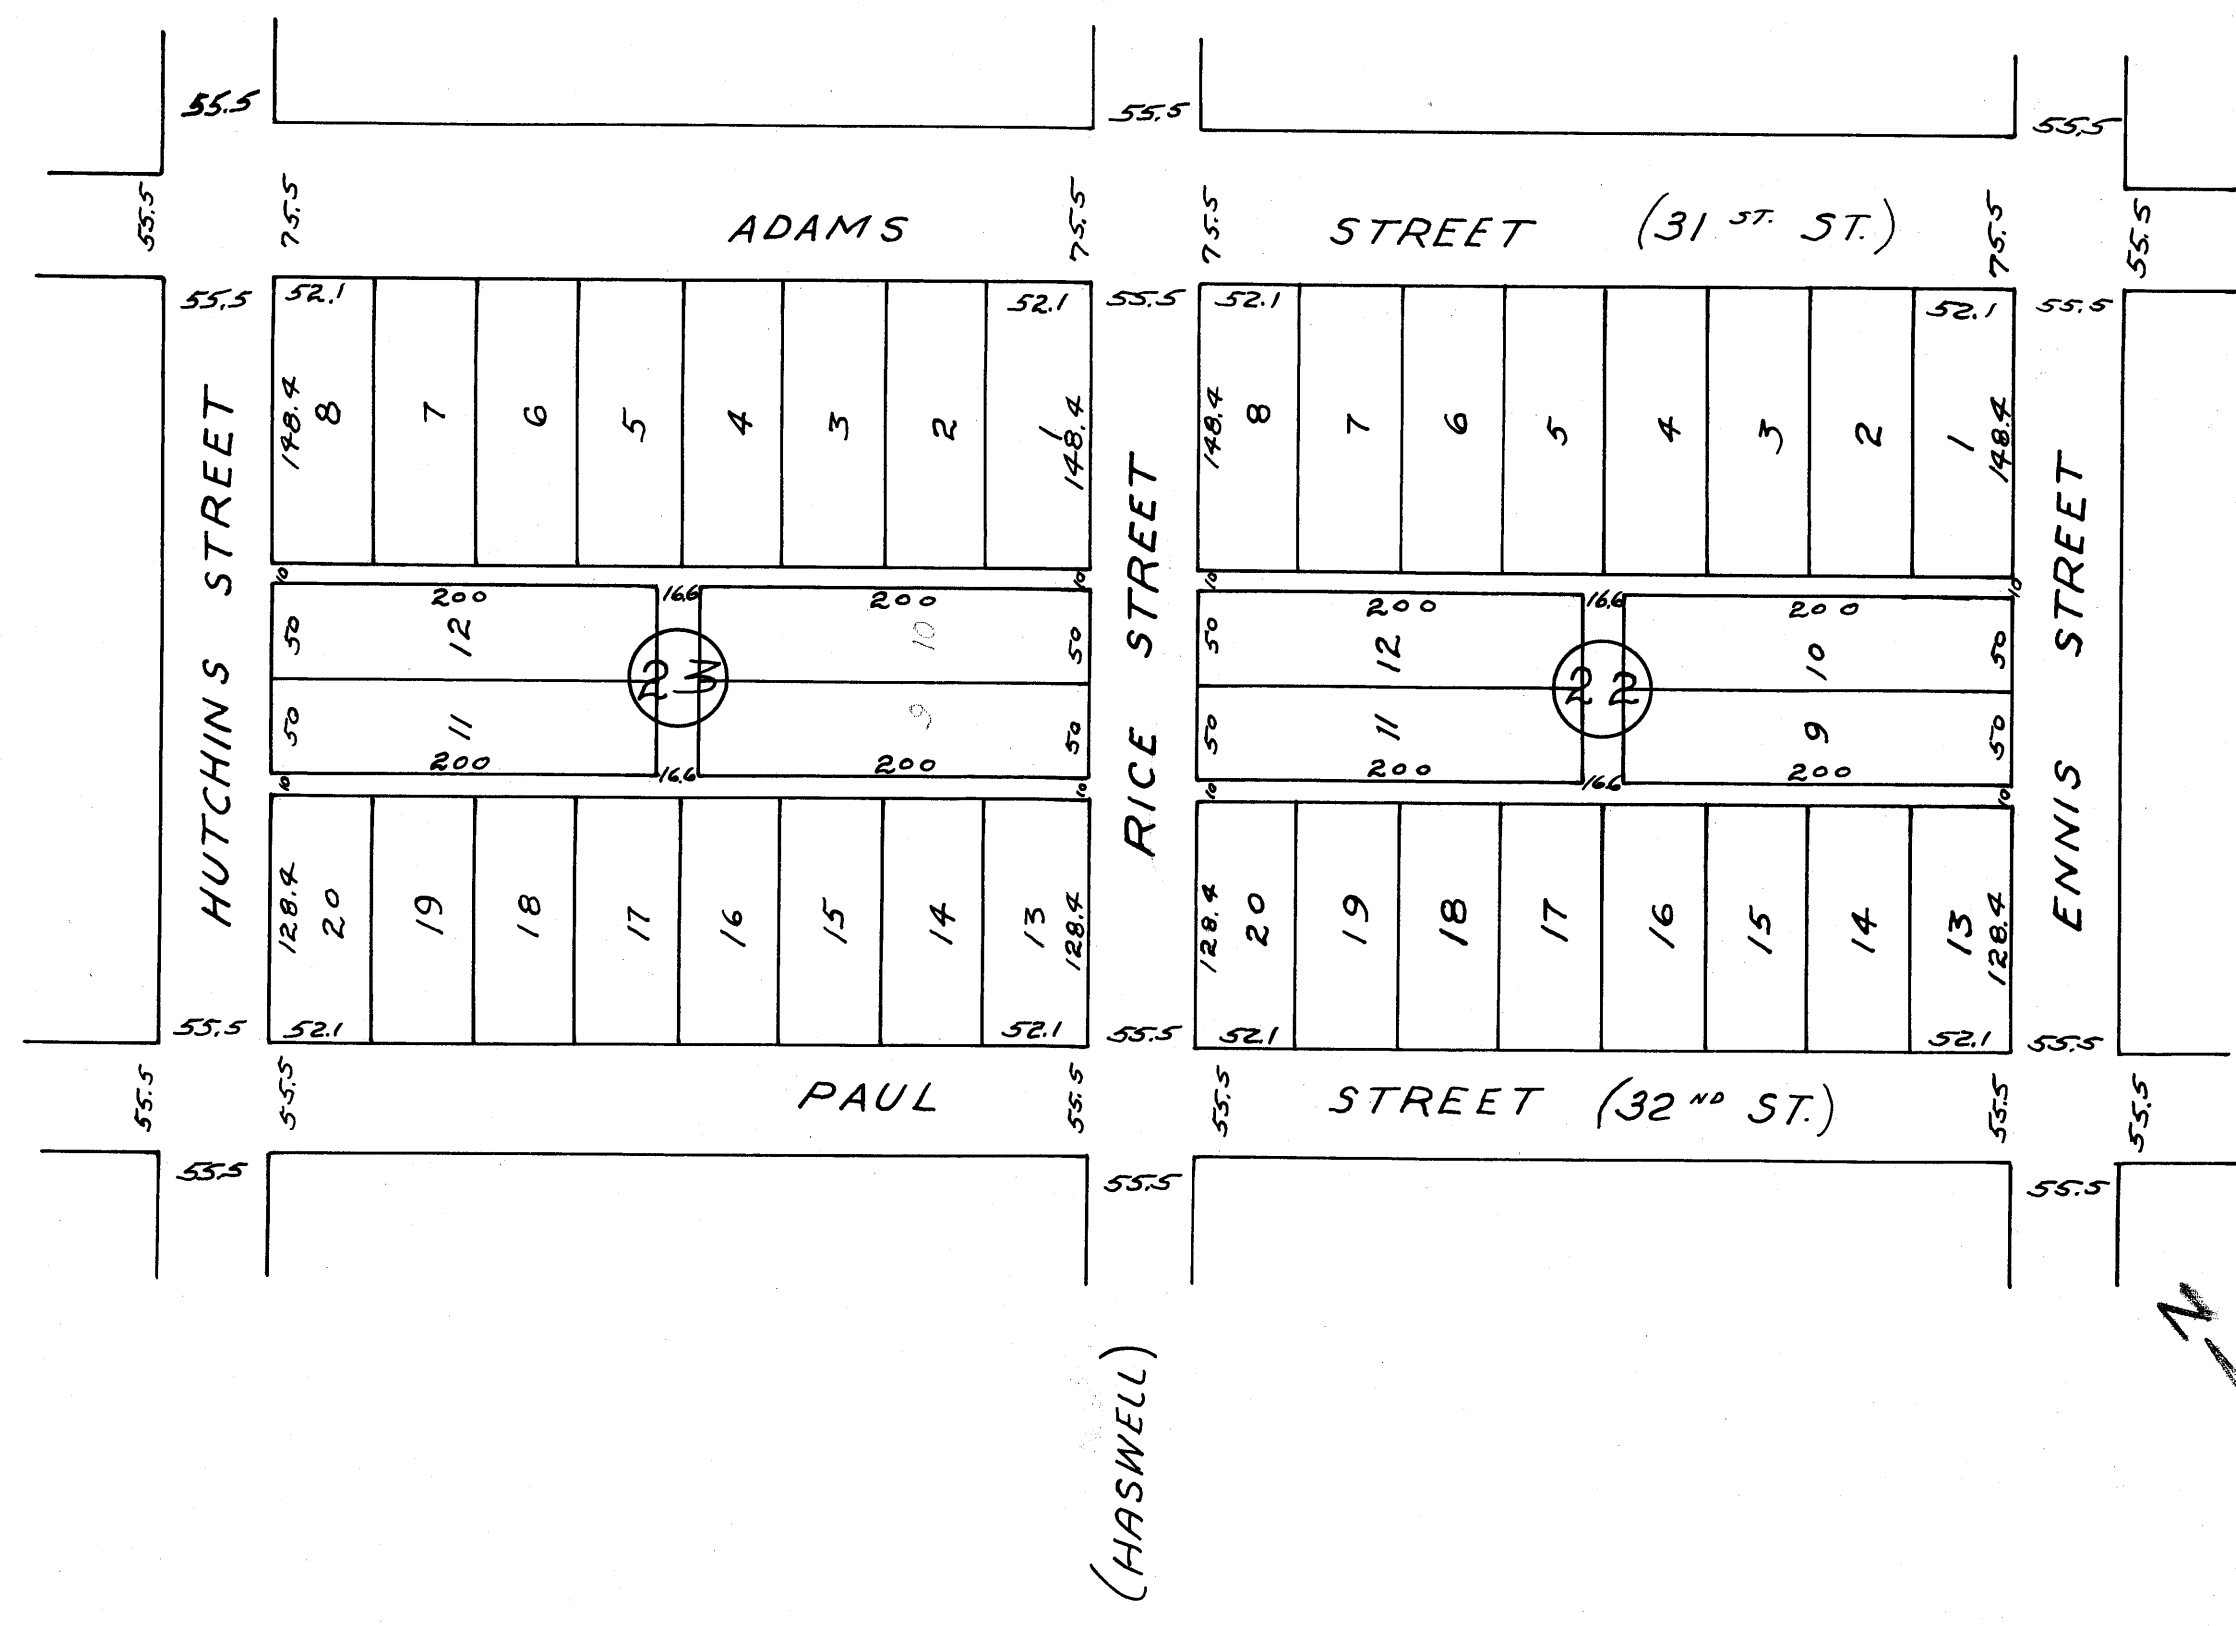 55.5 55.5 55.5
55.5 75.5 75.5 75.5 75.5 55.5
ADAMS STREET (31 ST. ST.)
55.5 52.1 52.1 55.5 52.1 52.1 55.5
148.4 8 7 6 5 4 3 2 1 148.4
148.4 8 7 6 5 4 3 2 1 148.4
HUTCHINS STREET
RICE STREET
ENNIS STREET
10 10 10 10
200 16.6 200 200 16.6 200
50 12 10 50 50 12 10 50
23 22
50 11 9 50 50 11 9 50
200 16.6 200 200 16.6 200
10 10 10 10
128.4 20 19 18 17 16 15 14 13 128.4
128.4 20 19 18 17 16 15 14 13 128.4
55.5 52.1 52.1 55.5 52.1 52.1 55.5
55.5 55.5 55.5 55.5 55.5 55.5
PAUL STREET (32 ND ST.)
55.5 55.5 55.5
N
(HASWELL)